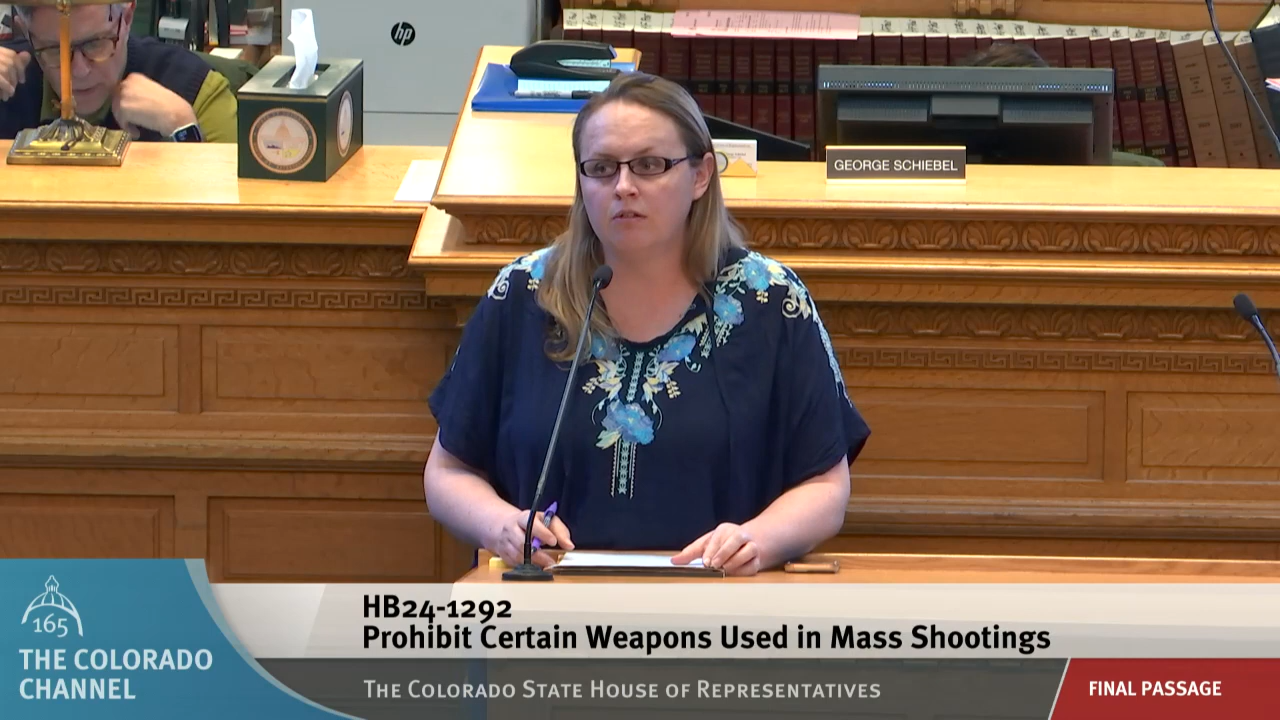 hp
GEORGE SCHIEBEL
HB24-1292
Prohibit Certain Weapons Used in Mass Shootings
165
THE COLORADO
CHANNEL
THE COLORADO STATE HOUSE OF REPRESENTATIVES
FINAL PASSAGE